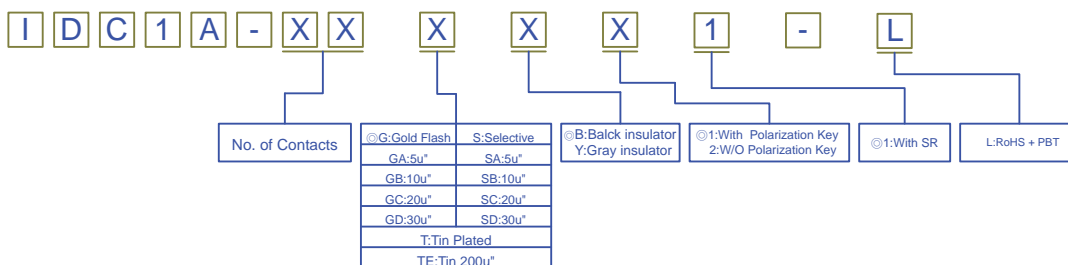 IDC1A-XX X X X 1 - L
No. of Contacts
◎G:Gold Flash S:Selective
GA:5u" SA:5u"
GB:10u" SB:10u"
GC:20u" SC:20u"
GD:30u" SD:30u"
T:Tin Plated
TE:Tin 200u"
◎B:Balck insulator
Y:Gray insulator
◎1:With Polarization Key
2:W/O Polarization Key
◎1:With SR
L:RoHS + PBT